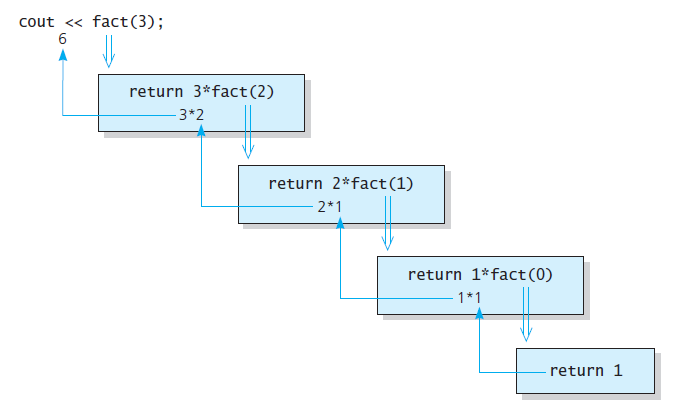 cout << fact(3);
6
return 3*fact(2)
3*2
return 2*fact(1)
2*1
return 1*fact(0)
1*1
return 1